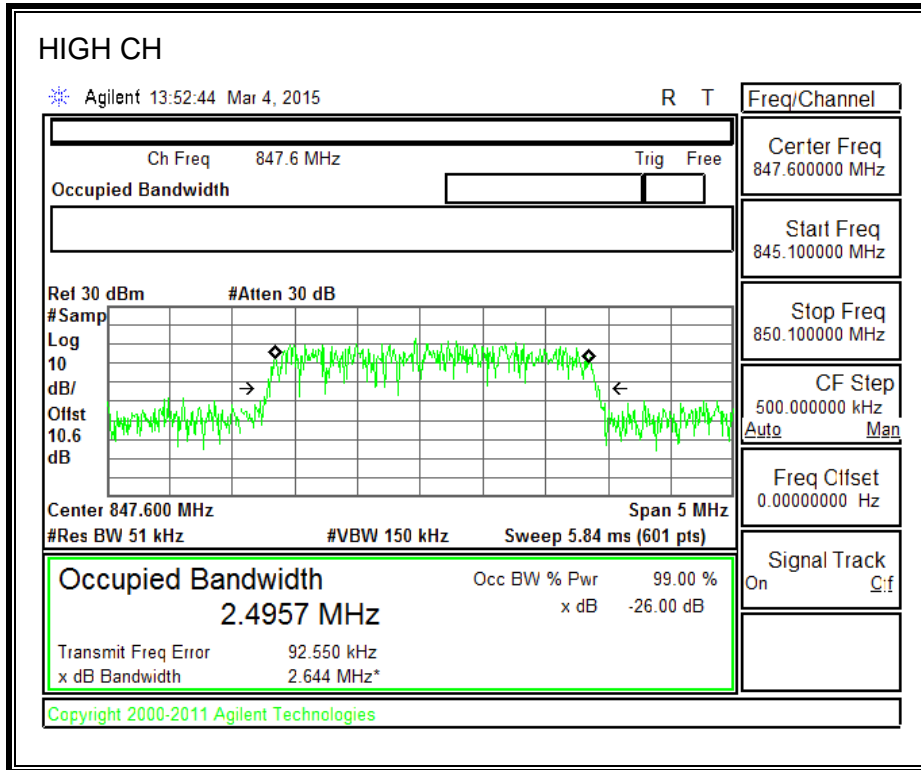 HIGH CH
Agilent 13:52:44 Mar 4, 2015 R T
Freq/Channel
Ch Freq 847.6 MHz Trig Free
Occupied Bandwidth
Center Freq
847.600000 MHz
Start Freq
845.100000 MHz
Stop Freq
850.100000 MHz
CF Step
500.000000 kHz
Auto Man
Freq Offset
0.00000000 Hz
Signal Track
On Off
Ref 30 dBm #Atten 30 dB
#Samp
Log
10
dB/
Offst
10.6
dB
Center 847.600 MHz Span 5 MHz
#Res BW 51 kHz #VBW 150 kHz Sweep 5.84 ms (601 pts)
Occupied Bandwidth Occ BW % Pwr 99.00 %
2.4957 MHz x dB -26.00 dB
Transmit Freq Error 92.550 kHz
x dB Bandwidth 2.644 MHz*
Copyright 2000-2011 Agilent Technologies